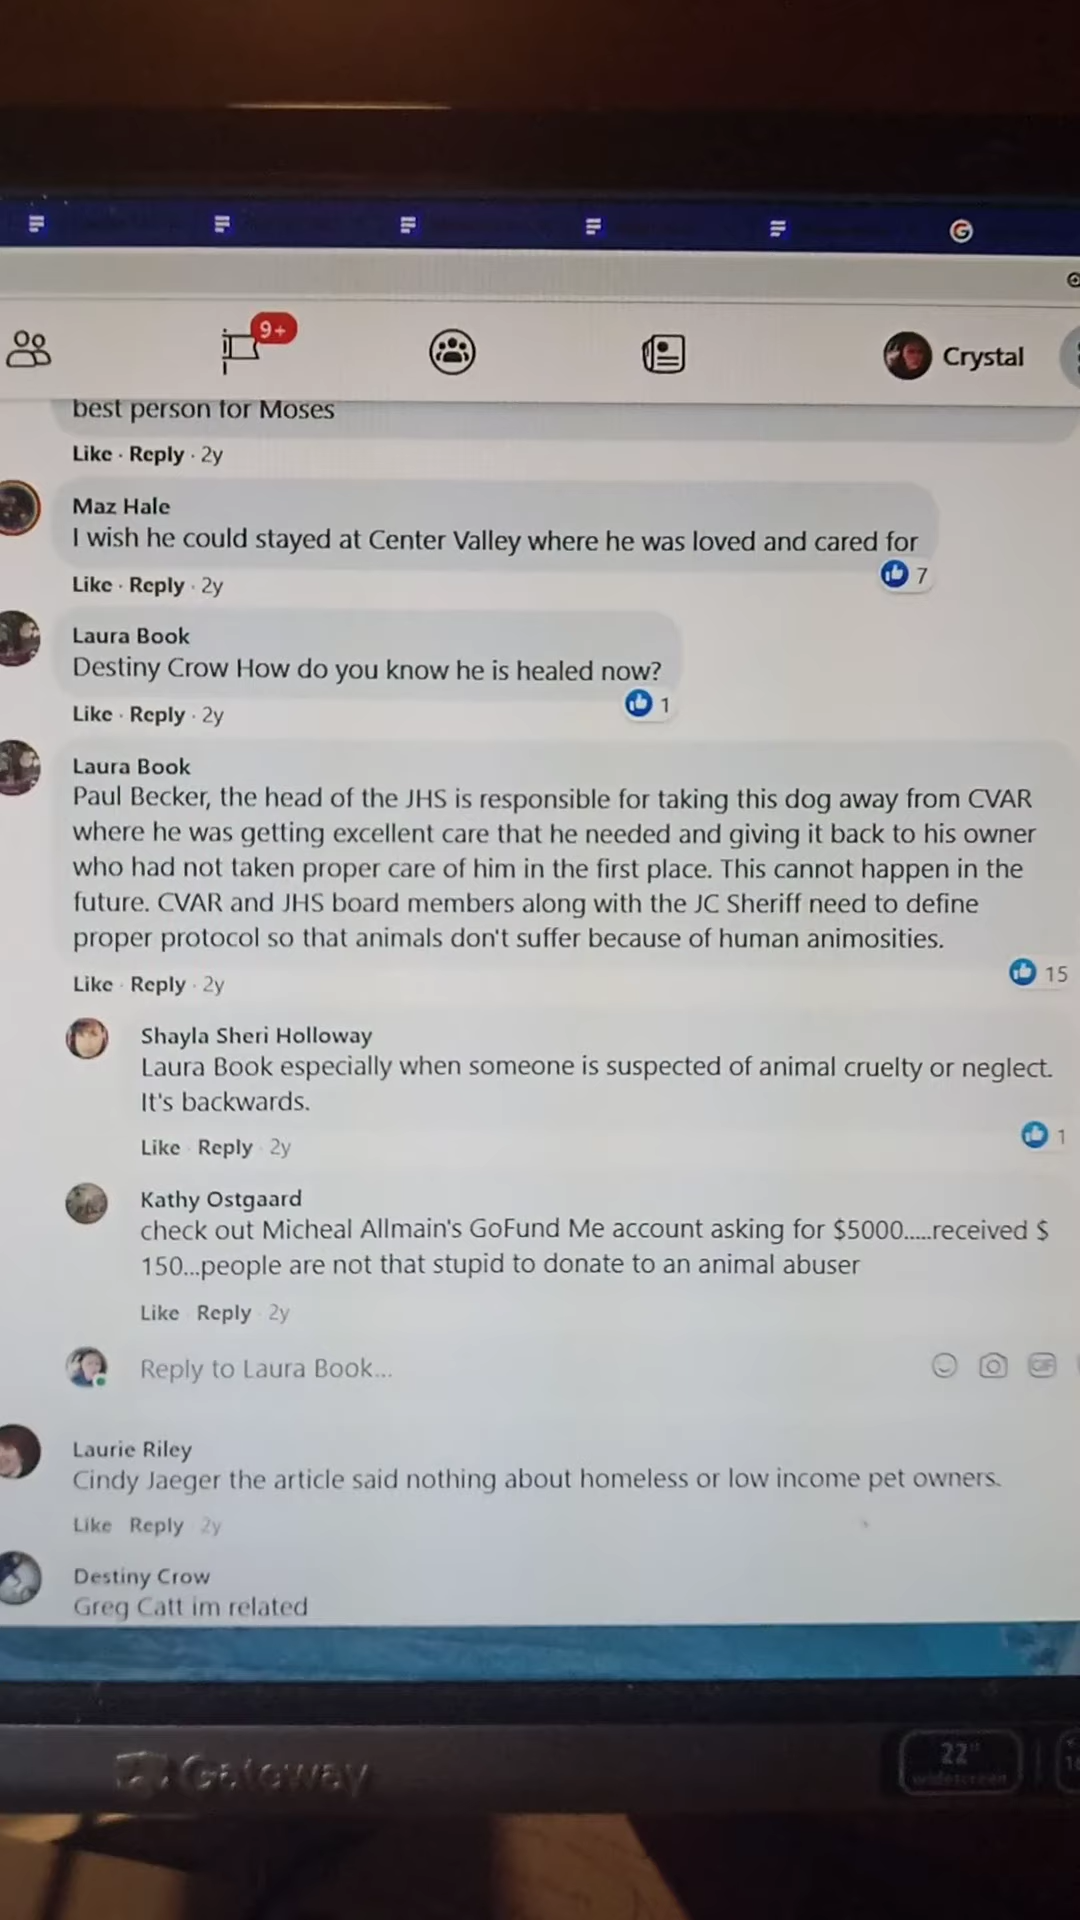 9+
Crystal
best person for Moses
Like · Reply · 2y
Maz Hale
I wish he could stayed at Center Valley where he was loved and cared for
7
Like · Reply · 2y
Laura Book
Destiny Crow How do you know he is healed now?
1
Like · Reply · 2y
Laura Book
Paul Becker, the head of the JHS is responsible for taking this dog away from CVAR
where he was getting excellent care that he needed and giving it back to his owner
who had not taken proper care of him in the first place. This cannot happen in the
future. CVAR and JHS board members along with the JC Sheriff need to define
proper protocol so that animals don't suffer because of human animosities.
15
Like · Reply · 2y
Shayla Sheri Holloway
Laura Book especially when someone is suspected of animal cruelty or neglect.
It's backwards.
1
Like · Reply · 2y
Kathy Ostgaard
check out Micheal Allmain's GoFund Me account asking for $5000.....received $
150...people are not that stupid to donate to an animal abuser
Like · Reply · 2y
Reply to Laura Book...
GIF
Laurie Riley
Cindy Jaeger the article said nothing about homeless or low income pet owners.
Like Reply 2y
Destiny Crow
Greg Catt im related
Gateway
22"
widescreen